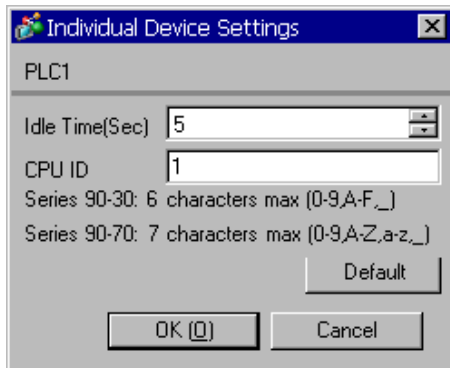 Individual Device Settings
PLC1
Idle Time(Sec) 5
CPU ID 1
Series 90-30: 6 characters max (0-9,A-F,_)
Series 90-70: 7 characters max (0-9,A-Z,a-z,_)
Default
OK (O) Cancel